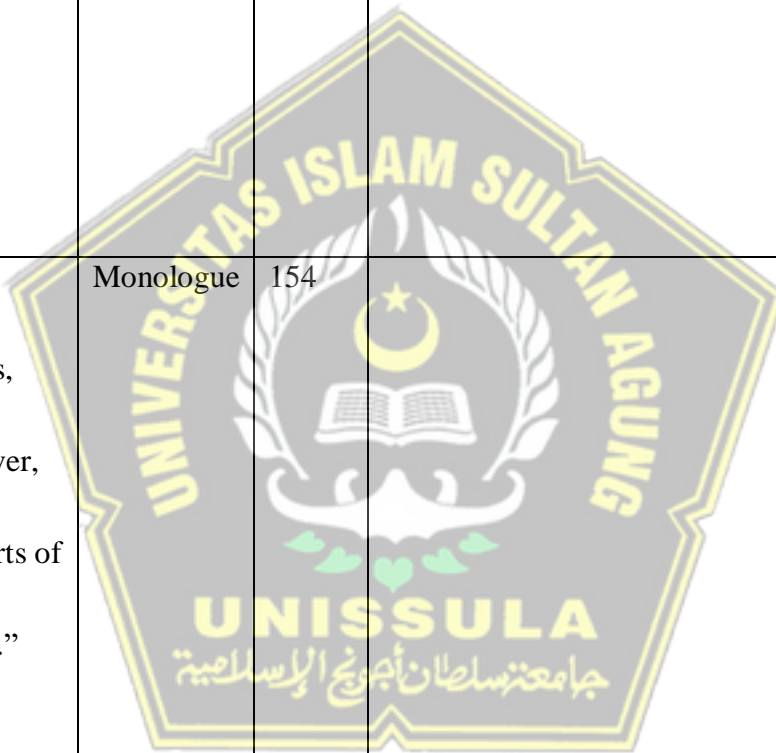 Monologue 154
s,
ver,
rts of
.”
UNIVERSITAS ISLAM SULTAN AGUNG
UNISSULA
جامعة سلطان أجونج الإسلامية